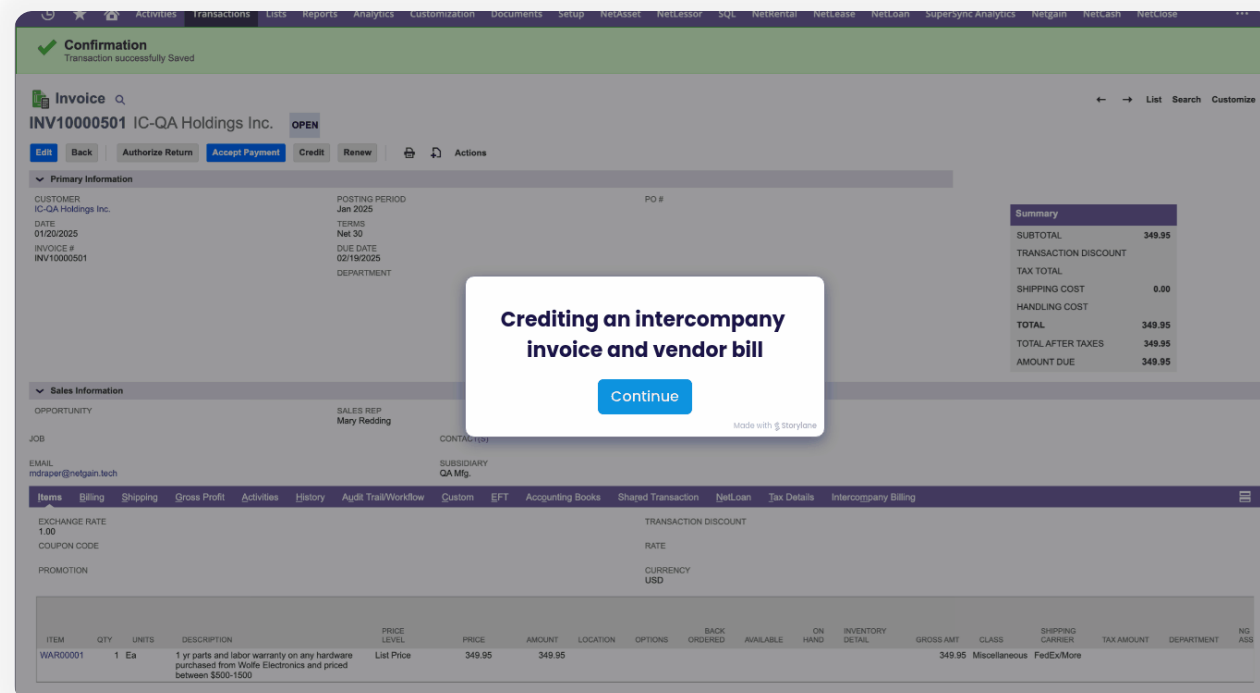 Activities Transactions Lists Reports Analytics Customization Documents Setup NetAsset NetLessor SQL NetRental NetLease NetLoan SuperSync Analytics Netgain NetCash NetClose
Confirmation
Transaction successfully Saved
Invoice
← → List Search Customize
INV10000501 IC-QA Holdings Inc. OPEN
Edit Back Authorize Return Accept Payment Credit Renew Actions
Primary Information
CUSTOMER
IC-QA Holdings Inc.
DATE
01/20/2025
INVOICE #
INV10000501
POSTING PERIOD
Jan 2025
TERMS
Net 30
DUE DATE
02/19/2025
DEPARTMENT
PO #
Summary
SUBTOTAL 349.95
TRANSACTION DISCOUNT
TAX TOTAL
SHIPPING COST 0.00
HANDLING COST
TOTAL 349.95
TOTAL AFTER TAXES 349.95
AMOUNT DUE 349.95
Crediting an intercompany
invoice and vendor bill
Continue
Made with Storylane
Sales Information
OPPORTUNITY
SALES REP
Mary Redding
JOB
CONTACT(S)
EMAIL
mdraper@netgain.tech
SUBSIDIARY
QA Mfg.
Items Billing Shipping Gross Profit Activities History Audit Trail/Workflow Custom EFT Accounting Books Shared Transaction NetLoan Tax Details Intercompany Billing
EXCHANGE RATE
1.00
COUPON CODE
PROMOTION
TRANSACTION DISCOUNT
RATE
CURRENCY
USD
ITEM QTY UNITS DESCRIPTION PRICE LEVEL PRICE AMOUNT LOCATION OPTIONS BACK ORDERED AVAILABLE ON HAND INVENTORY DETAIL GROSS AMT CLASS SHIPPING CARRIER TAX AMOUNT DEPARTMENT NG ASS
WAR00001 1 Ea 1 yr parts and labor warranty on any hardware List Price 349.95 349.95 349.95 Miscellaneous FedEx/More
purchased from Wolfe Electronics and priced
between $500-1500